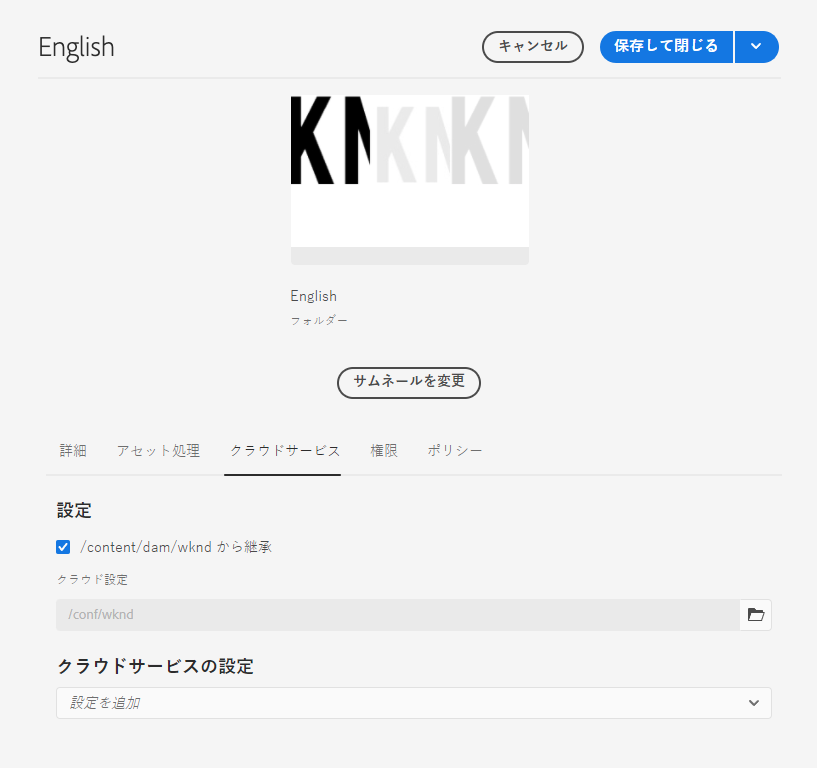 English
キャンセル
保存して閉じる
KN KN KN
English
フォルダー
サムネールを変更
詳細 アセット処理 クラウドサービス 権限 ポリシー
設定
/content/dam/wknd から継承
クラウド設定
/conf/wknd
クラウドサービスの設定
設定を追加